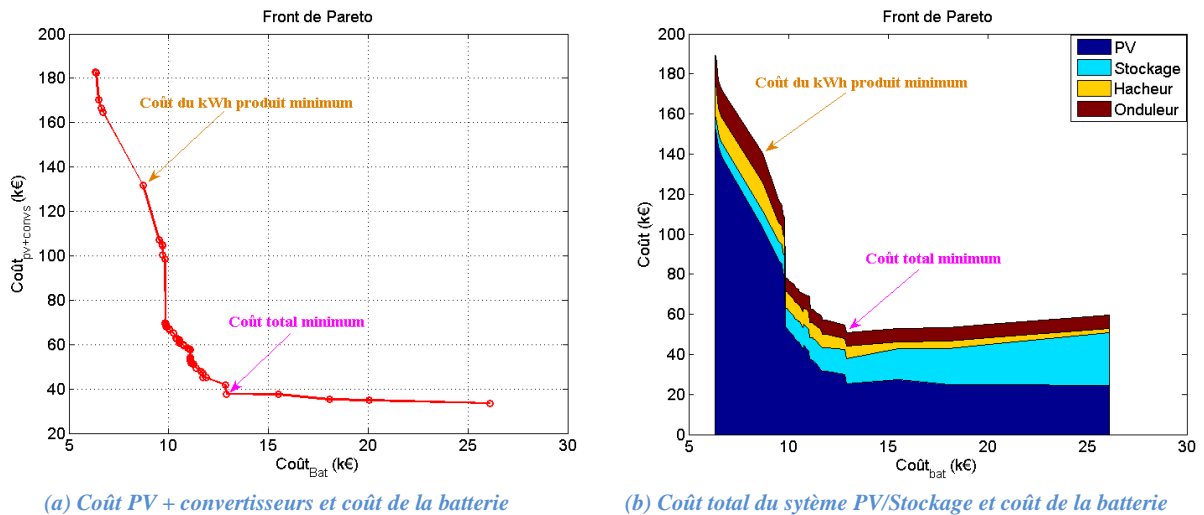 Front de Pareto
200
180
160
140
120
100
80
60
40
20
Coût_pv+convs (k€)
Coût du kWh produit minimum
Coût total minimum
5
10
15
20
25
30
Coût_Bat (k€)
(a) Coût PV + convertisseurs et coût de la batterie
Front de Pareto
200
180
160
140
120
100
80
60
40
20
0
Coût (k€)
PV
Stockage
Hacheur
Onduleur
Coût du kWh produit minimum
Coût total minimum
5
10
15
20
25
30
Coût_bat (k€)
(b) Coût total du sytème PV/Stockage et coût de la batterie